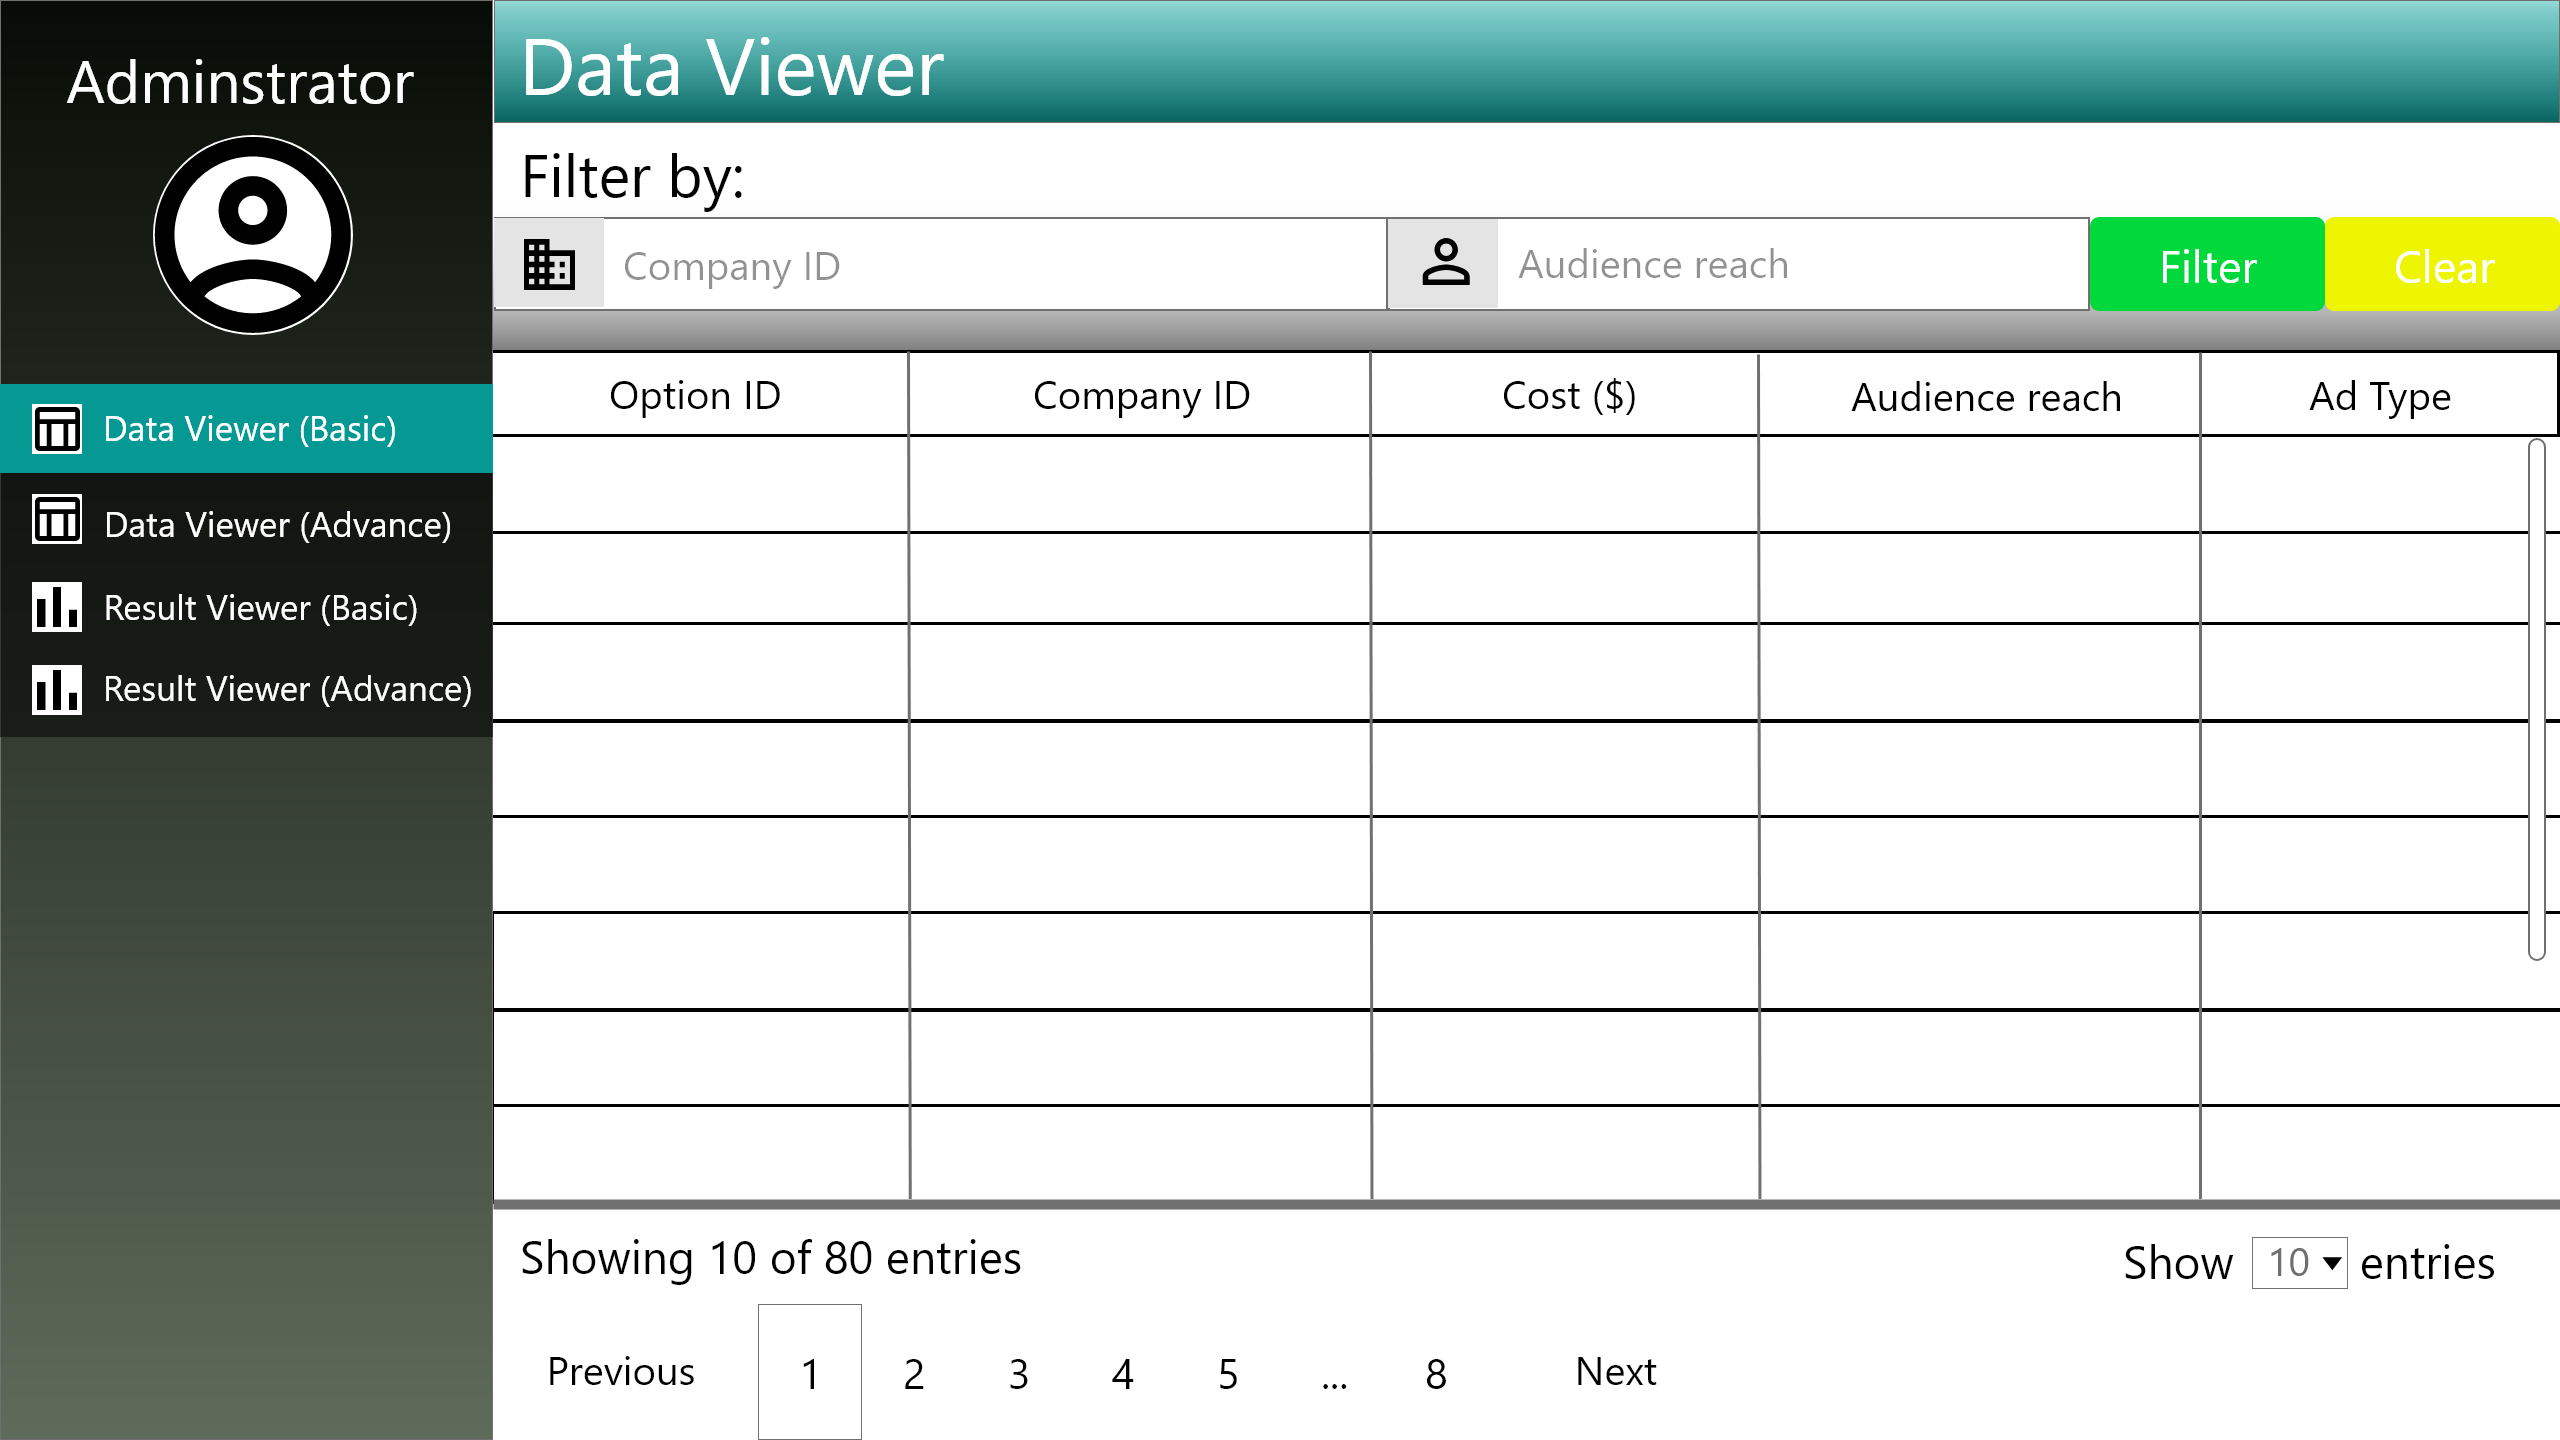 Adminstrator
Data Viewer (Basic)
Data Viewer (Advance)
Result Viewer (Basic)
Result Viewer (Advance)
Data Viewer
Filter by:
Company ID
Audience reach
Filter
Clear
Option ID
Company ID
Cost ($)
Audience reach
Ad Type
Showing 10 of 80 entries
Show 10 entries
Previous 1 2 3 4 5 ... 8 Next